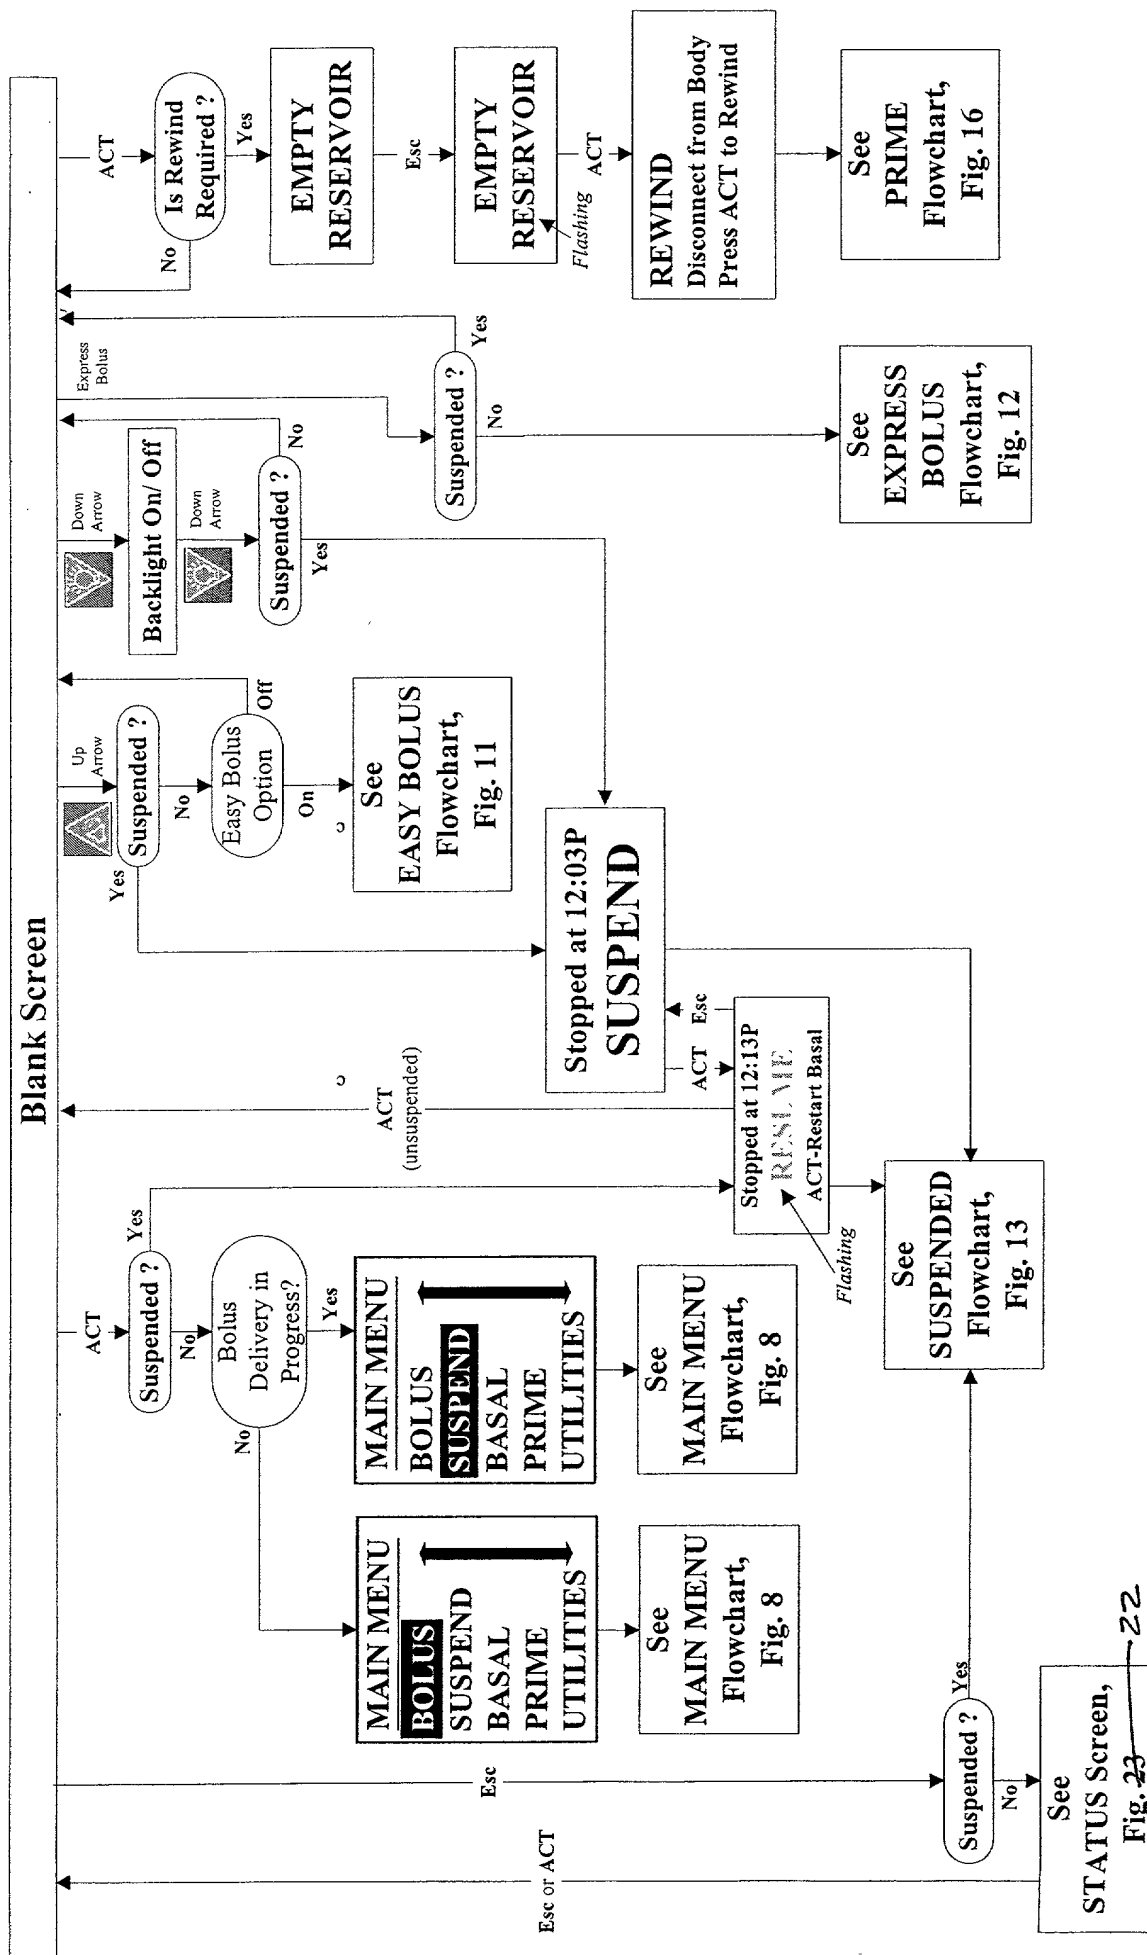 Blank Screen
Esc or ACT
Esc
Suspended ?
Yes
No
See
STATUS Screen,
Fig. 23 22
ACT
Suspended ?
Yes
No
Bolus
Delivery in
Progress?
No
Yes
MAIN MENU
BOLUS
SUSPEND
BASAL
PRIME
UTILITIES
See
MAIN MENU
Flowchart,
Fig. 8
MAIN MENU
BOLUS
SUSPEND
BASAL
PRIME
UTILITIES
See
MAIN MENU
Flowchart,
Fig. 8
ACT
(unsuspended)
Stopped at 12:13P
RESUME
ACT-Restart Basal
Flashing
ACT
Esc
See
SUSPENDED
Flowchart,
Fig. 13
Stopped at 12:03P
SUSPEND
Up
Arrow
Suspended ?
Yes
No
Easy Bolus
Option
Off
On
See
EASY BOLUS
Flowchart,
Fig. 11
Down
Arrow
Backlight On/ Off
Down
Arrow
Suspended ?
No
Yes
Express
Bolus
Suspended ?
Yes
No
See
EXPRESS
BOLUS
Flowchart,
Fig. 12
ACT
Is Rewind
Required ?
No
Yes
EMPTY
RESERVOIR
Esc
EMPTY
RESERVOIR
Flashing
ACT
REWIND
Disconnect from Body
Press ACT to Rewind
See
PRIME
Flowchart,
Fig. 16